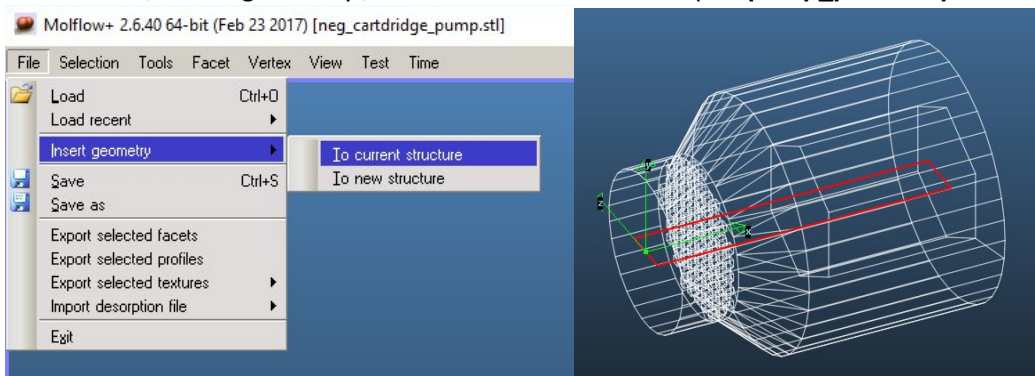 Molflow+ 2.6.40 64-bit (Feb 23 2017) [neg_cartdridge_pump.stl]
File Selection Tools Facet Vertex View Test Time
Load Ctrl+O
Load recent
Insert geometry
To current structure
To new structure
Save Ctrl+S
Save as
Export selected facets
Export selected profiles
Export selected textures
Import desorption file
Exit
y
z
x